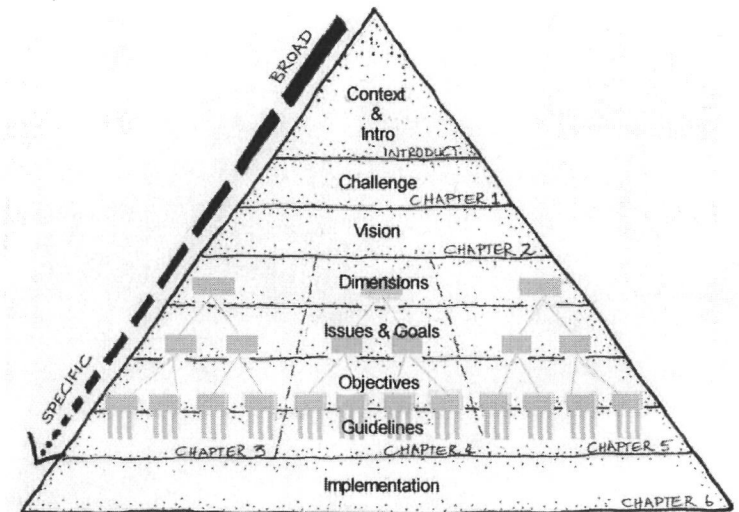 BROAD
Context
&
Intro
INTRODUCT.
Challenge
CHAPTER 1
Vision
CHAPTER 2
Dimensions
Issues & Goals
SPECIFIC
Objectives
Guidelines
CHAPTER 3
CHAPTER 4
CHAPTER 5
Implementation
CHAPTER 6